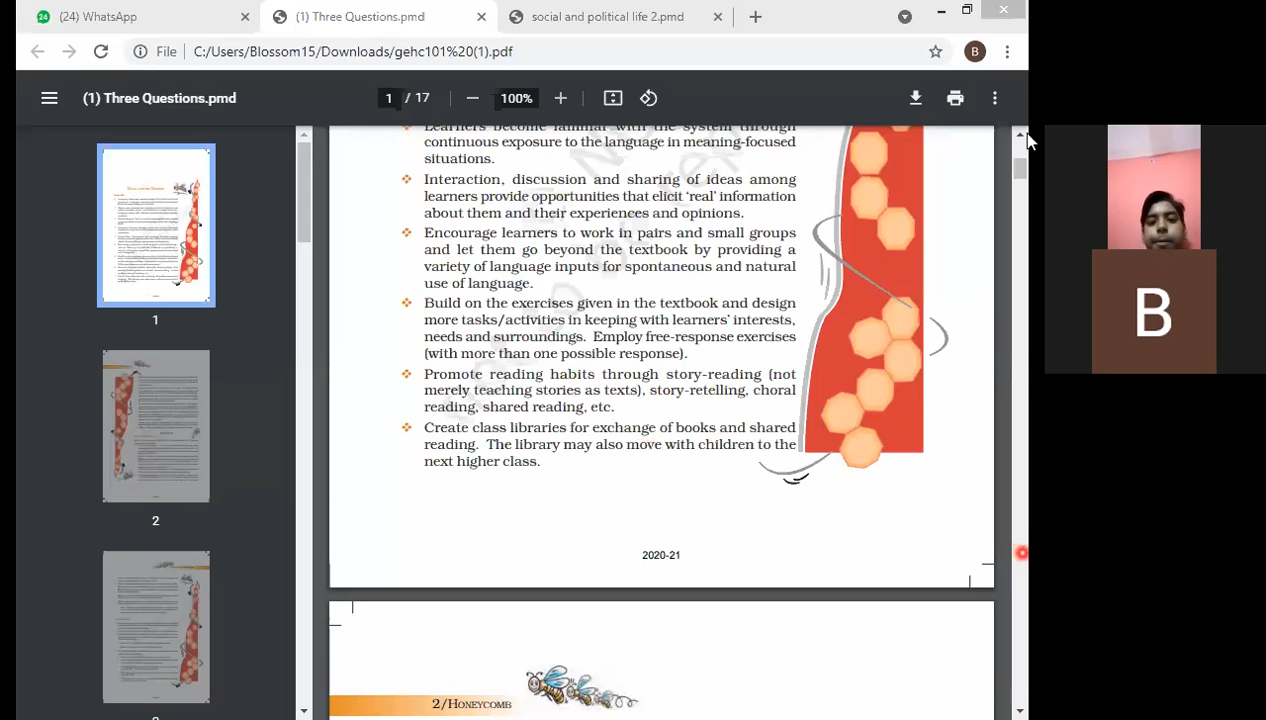 (24) WhatsApp
(1) Three Questions.pmd
social and political life 2.pmd
File
C:/Users/Blossom15/Downloads/gehc101%20(1).pdf
B
(1) Three Questions.pmd
1 / 17
100%
Learners become familiar with the system through
continuous exposure to the language in meaning-focused
situations.
Interaction, discussion and sharing of ideas among
learners provide opportunities that elicit ‘real’ information
about them and their experiences and opinions.
Encourage learners to work in pairs and small groups
and let them go beyond the textbook by providing a
variety of language inputs for spontaneous and natural
use of language.
Build on the exercises given in the textbook and design
more tasks/activities in keeping with learners’ interests,
needs and surroundings. Employ free-response exercises
(with more than one possible response).
Promote reading habits through story-reading (not
merely teaching stories as texts), story-retelling, choral
reading, shared reading, etc.
Create class libraries for exchange of books and shared
reading. The library may also move with children to the
next higher class.
2020-21
2/HONEYCOMB
1
2
B